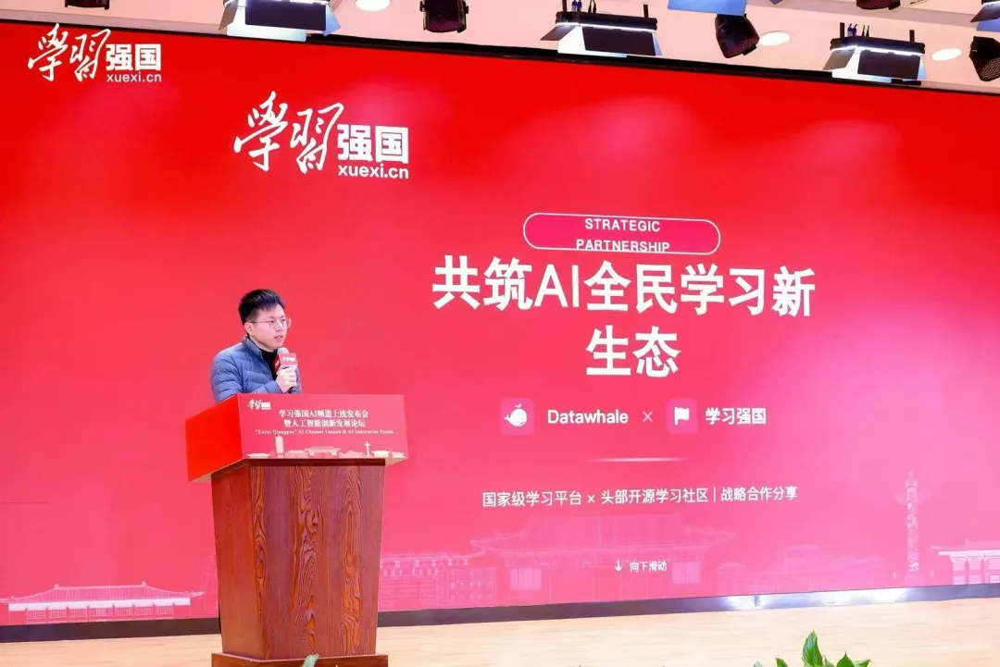 學習强国
xuexi.cn
學習强国
xuexi.cn
STRATEGIC
PARTNERSHIP
共筑AI全民学习新
生态
Datawhale × 学习强国
国家级学习平台 × 头部开源学习社区 | 战略合作分享
↓ 向下滑动
學習强国
学习强国AI频道上线发布会
暨人工智能创新发展论坛
"Xuexi Qiangguo" AI Channel Launch & AI Innovation Forum